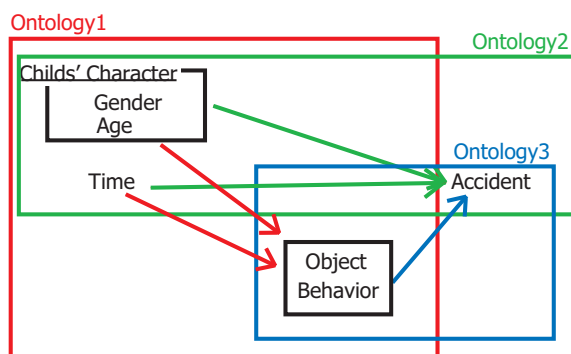 Ontology1
Ontology2
Childs' Character
Gender
Age
Ontology3
Time
Accident
Object
Behavior